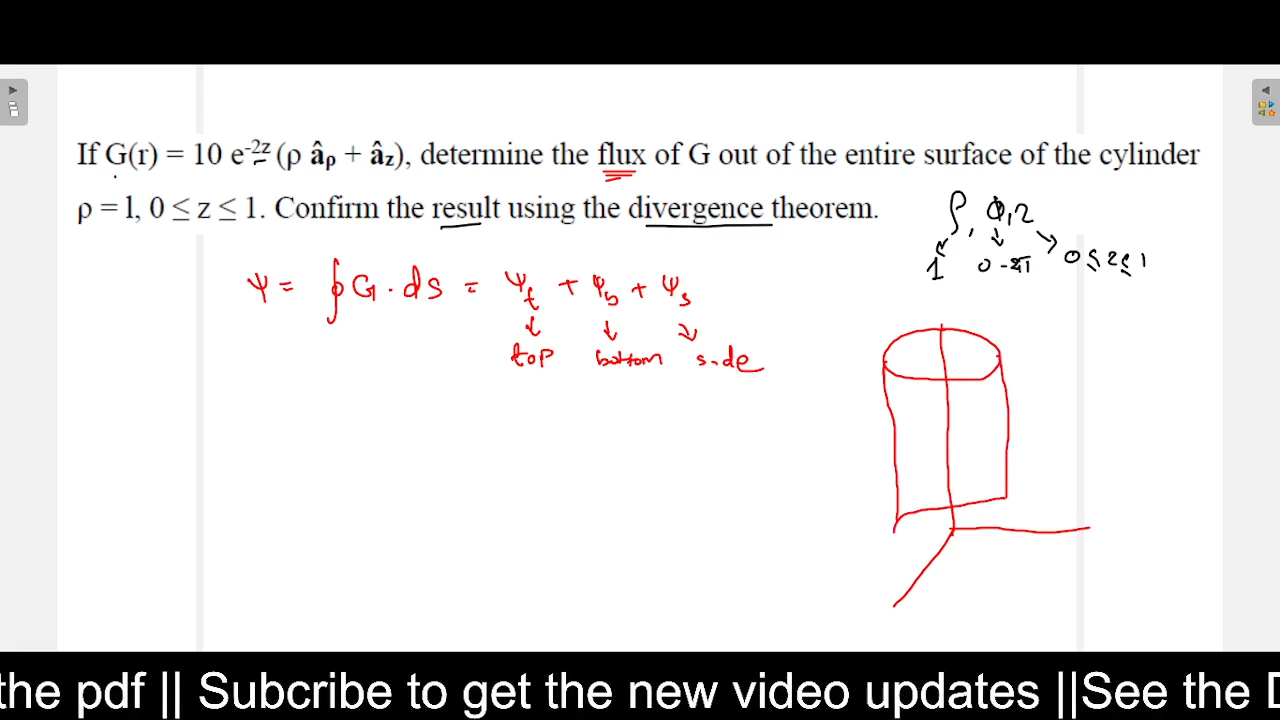 If G(r) = 10 e⁻²ᶻ (ρ âρ + âz), determine the flux of G out of the entire surface of the cylinder
ρ = 1, 0 ≤ z ≤ 1. Confirm the result using the divergence theorem.
ρ, φ, z
1 0-2π 0 ≤ z ≤ 1
ψ = ∮ G · ds = ψt + ψb + ψs
top bottom side
the pdf || Subcribe to get the new video updates ||See the D